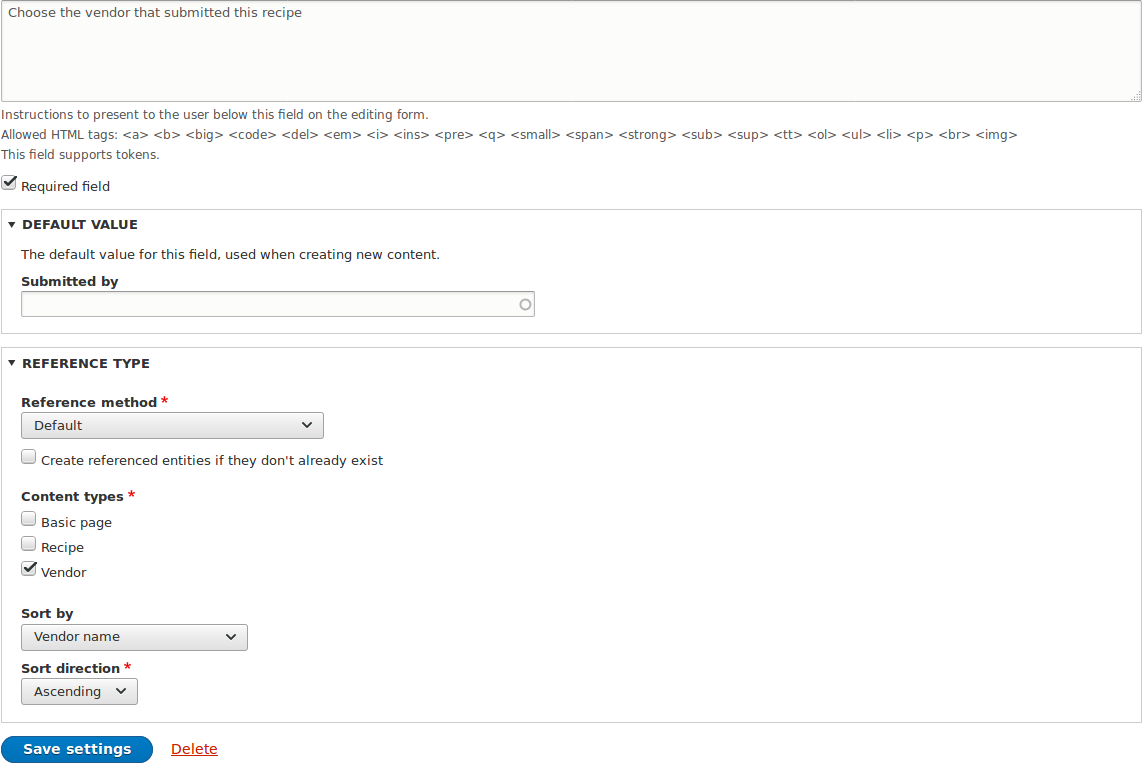 Choose the vendor that submitted this recipe
Instructions to present to the user below this field on the editing form.
Allowed HTML tags: <a> <b> <big> <code> <del> <em> <i> <ins> <pre> <q> <small> <span> <strong> <sub> <sup> <tt> <ol> <ul> <li> <p> <br> <img>
This field supports tokens.
Required field
DEFAULT VALUE
The default value for this field, used when creating new content.
Submitted by
REFERENCE TYPE
Reference method *
Default
Create referenced entities if they don't already exist
Content types *
Basic page
Recipe
Vendor
Sort by
Vendor name
Sort direction *
Ascending
Save settings Delete